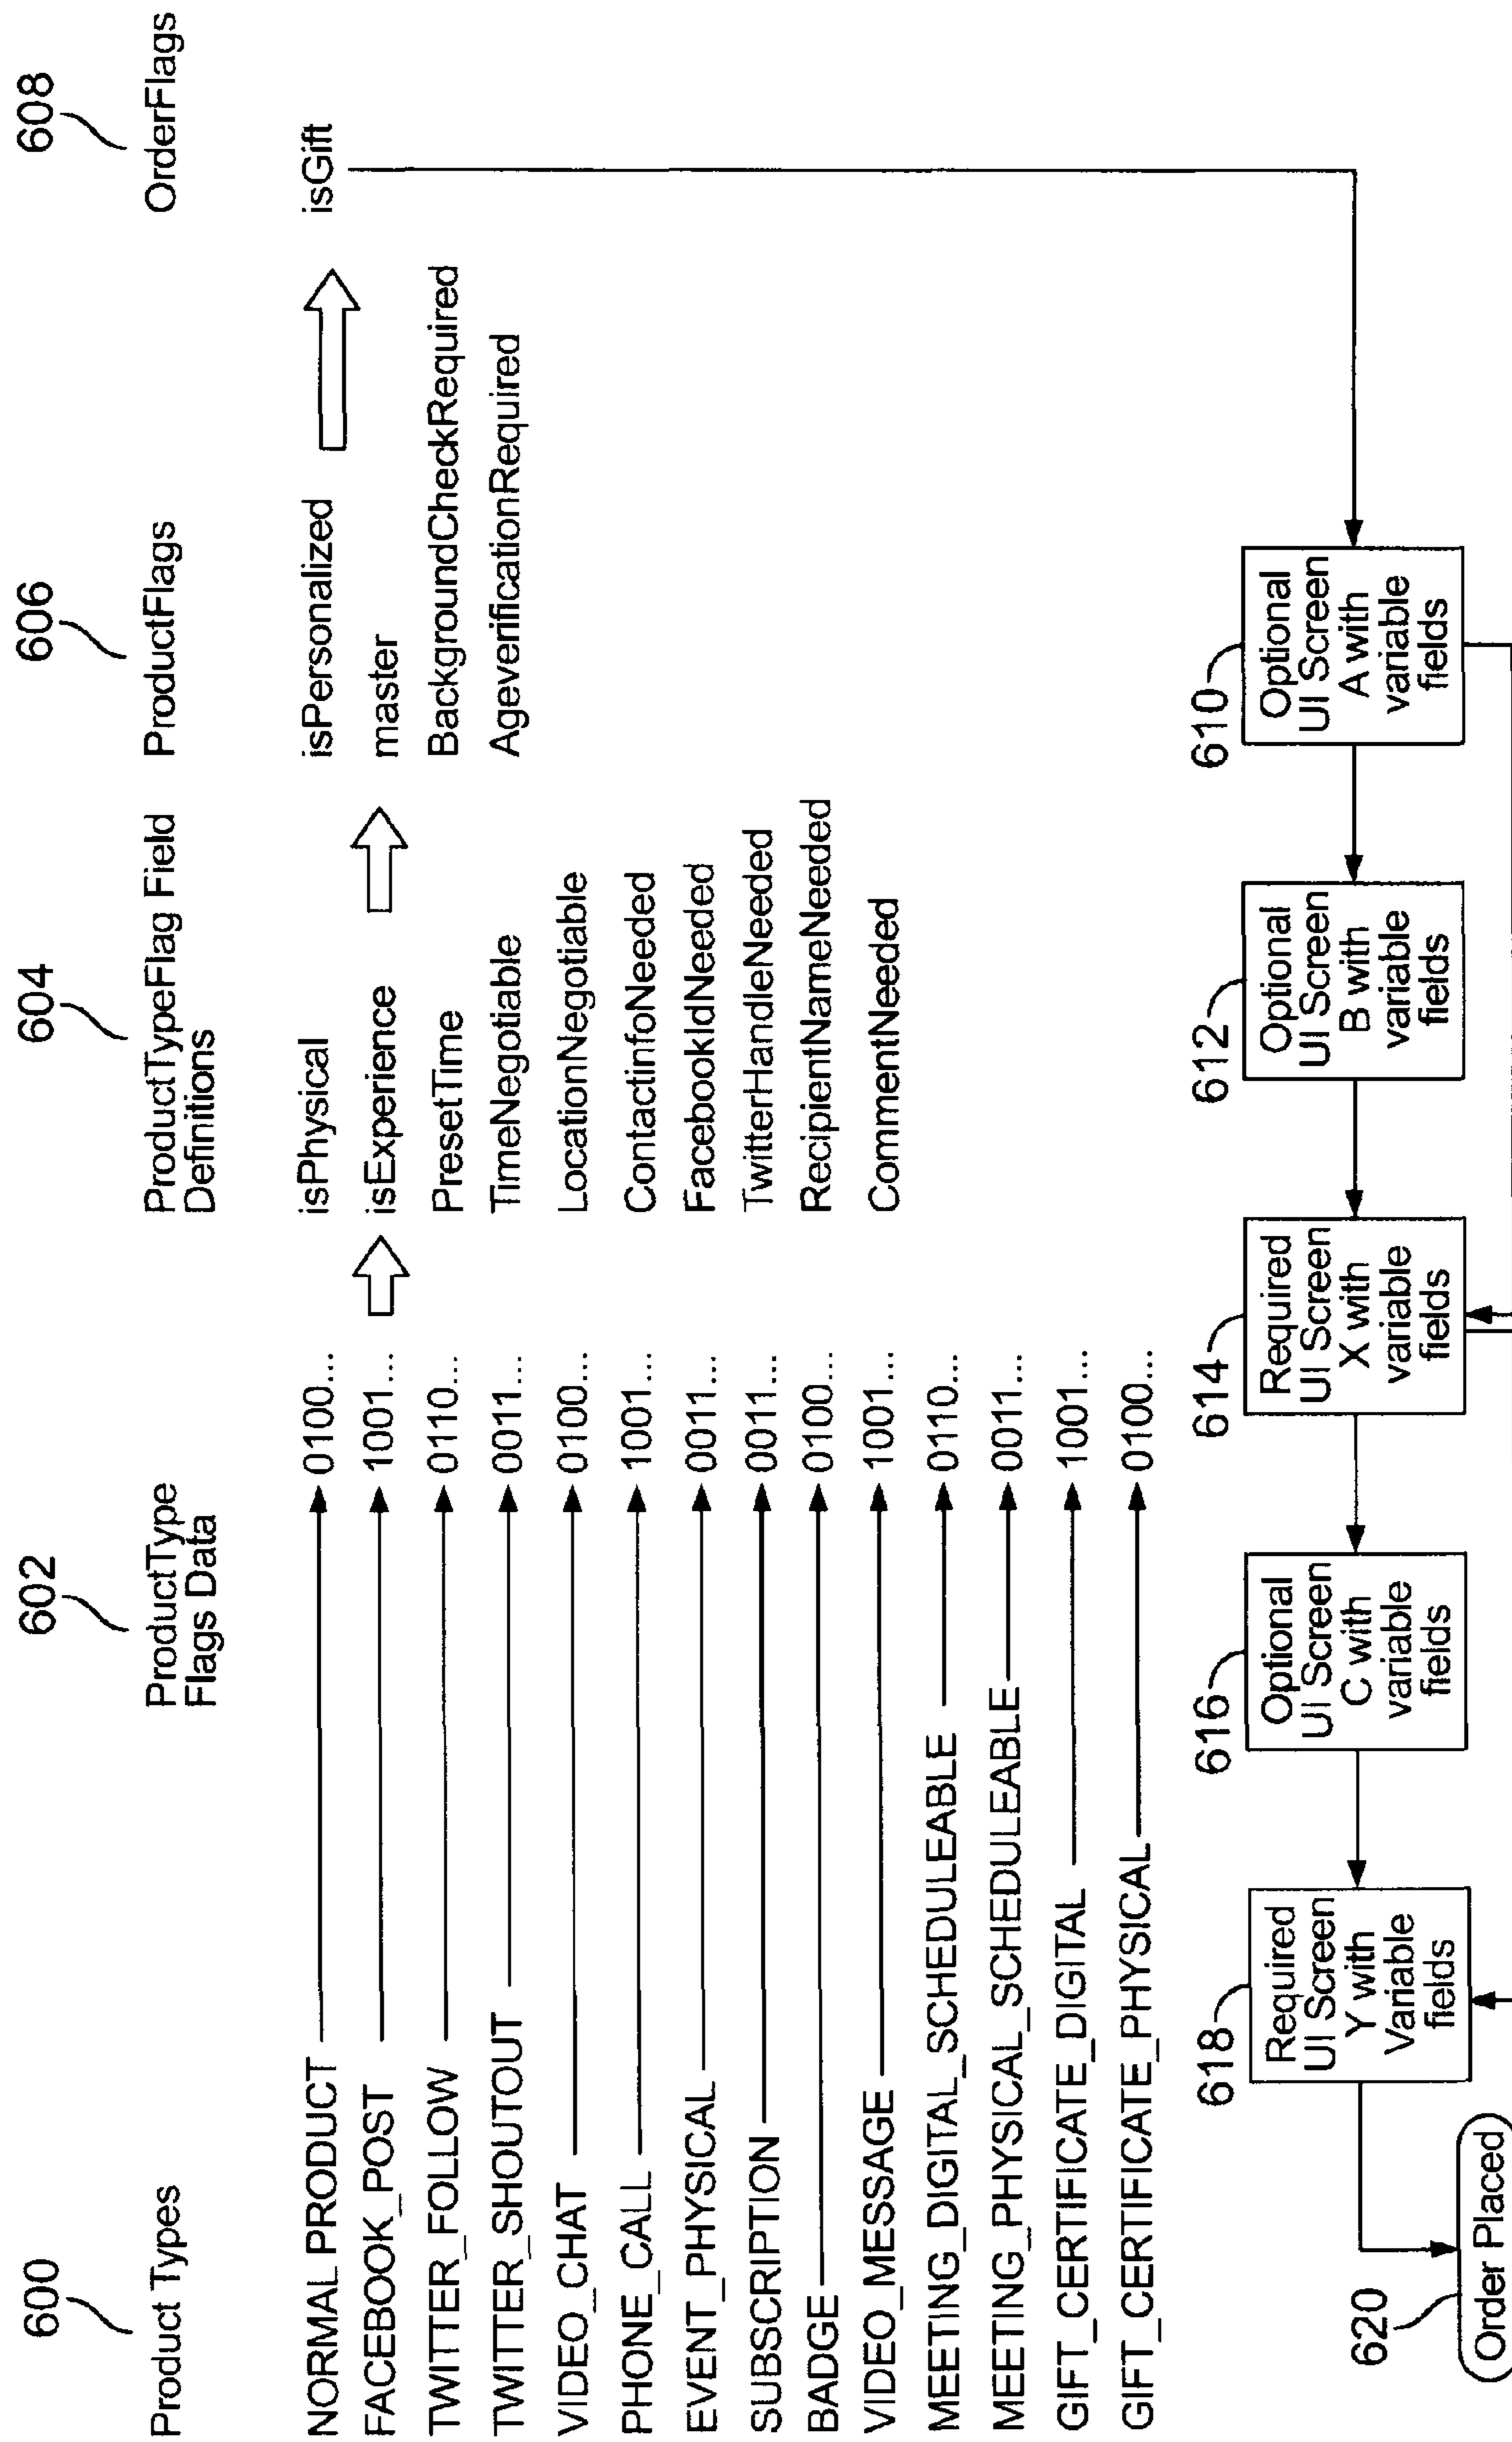 600
Product Types
NORMAL PRODUCT
FACEBOOK_POST
TWITTER_FOLLOW
TWITTER_SHOUTOUT
VIDEO_CHAT
PHONE_CALL
EVENT_PHYSICAL
SUBSCRIPTION
BADGE
VIDEO_MESSAGE
MEETING_DIGITAL_SCHEDULEABLE
MEETING_PHYSICAL_SCHEDULEABLE
GIFT_CERTIFICATE_DIGITAL
GIFT_CERTIFICATE_PHYSICAL
602
ProductType
Flags Data
0100...
1001...
0110...
0011...
0100...
1001...
0011...
0011...
0100...
1001...
0110...
0011...
1001...
0100...
604
ProductTypeFlag Field
Definitions
isPhysical
isExperience
PresetTime
TimeNegotiable
LocationNegotiable
ContactinfoNeeded
FacebookIdNeeded
TwitterHandleNeeded
RecipientNameNeeded
CommentNeeded
606
ProductFlags
isPersonalized
master
BackgroundCheckRequired
AgeverificationRequired
608
OrderFlags
isGift
610
Optional
UI Screen
A with
variable
fields
612
Optional
UI Screen
B with
variable
fields
614
Required
UI Screen
X with
variable
fields
616
Optional
UI Screen
C with
variable
fields
618
Required
UI Screen
Y with
Variable
fields
620
Order Placed